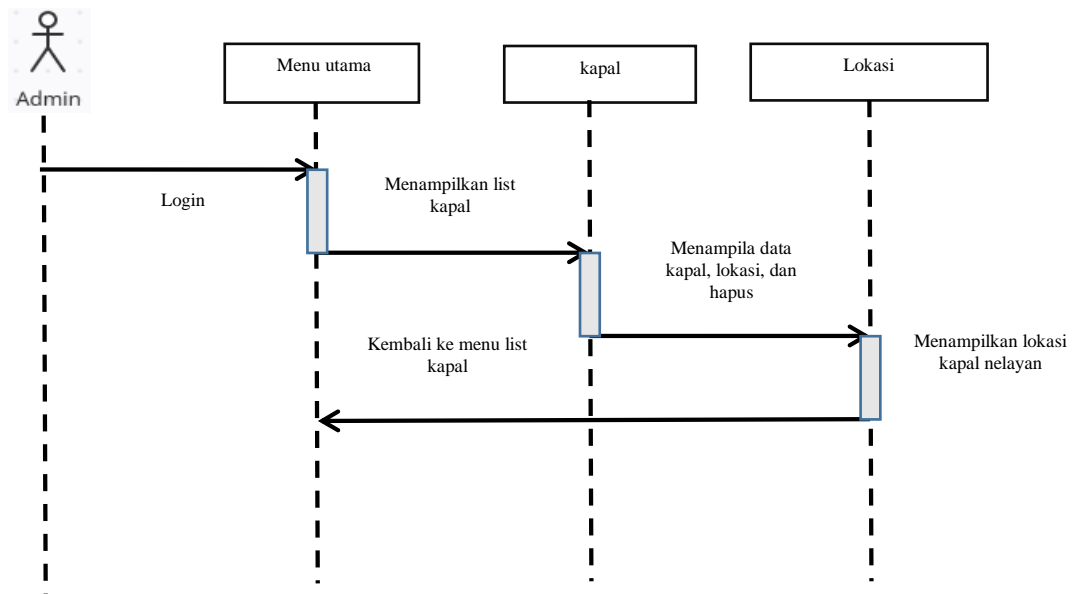 Admin
Menu utama
kapal
Lokasi
Login
Menampilkan list
kapal
Menampila data
kapal, lokasi, dan
hapus
Kembali ke menu list
kapal
Menampilkan lokasi
kapal nelayan